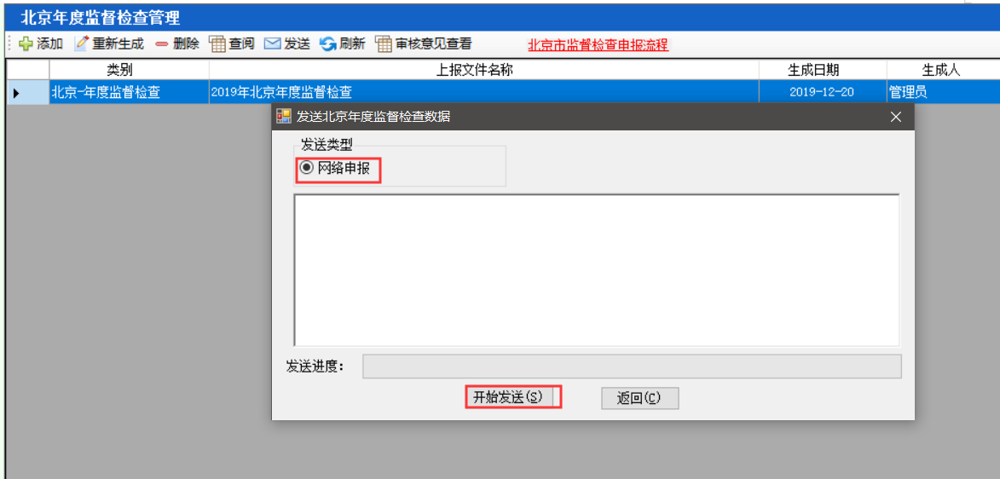 北京年度监督检查管理
添加 重新生成 删除 查阅 发送 刷新 审核意见查看 北京市监督检查申报流程
类别 上报文件名称 生成日期 生成人
北京-年度监督检查 2019年北京年度监督检查 2019-12-20 管理员
发送北京年度监督检查数据
发送类型
网络申报
发送进度：
开始发送(S) 返回(C)